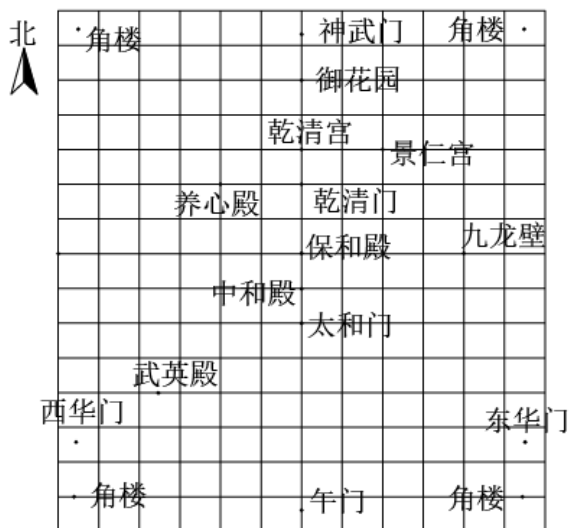 北
角楼
神武门
角楼
御花园
乾清宫
景仁宫
养心殿
乾清门
九龙壁
保和殿
中和殿
太和门
武英殿
西华门
东华门
角楼
午门
角楼